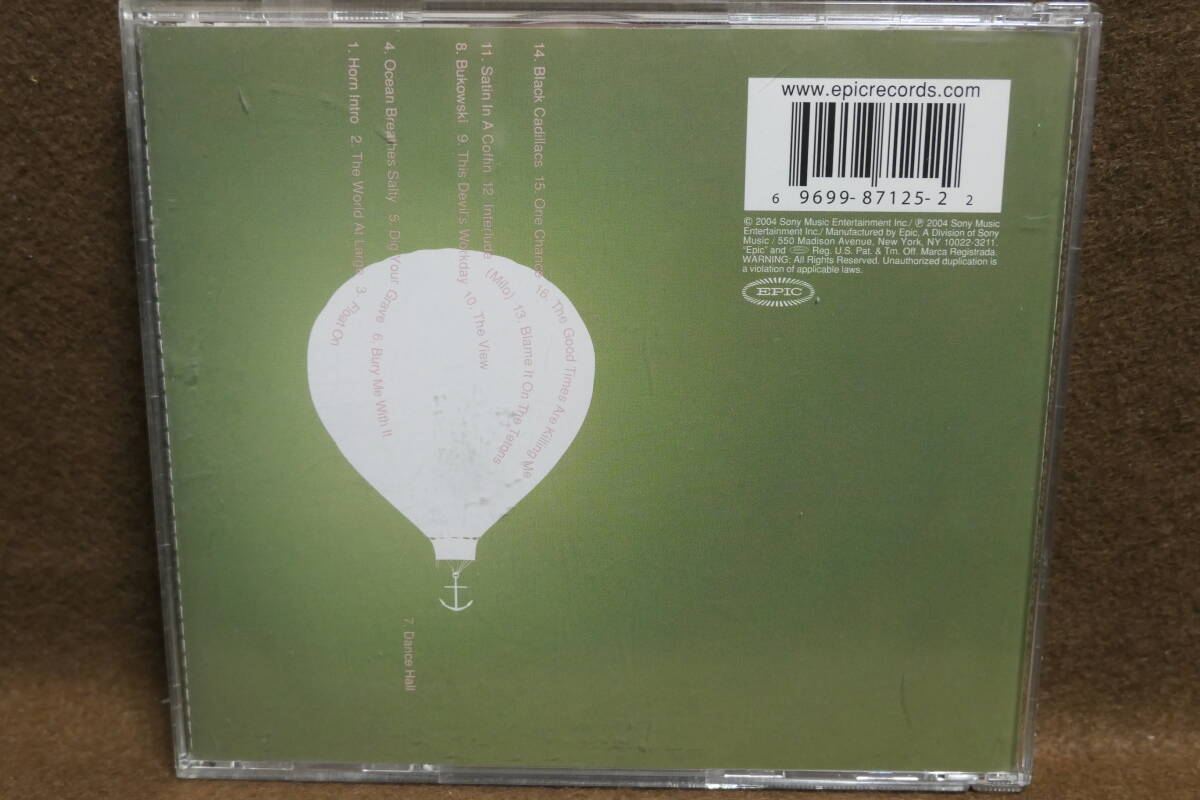 1. Horn Intro 2. The World At Large 3. Float On
4. Ocean Breathes Salty 5. Dig Your Grave 6. Bury Me With It
7. Dance Hall
8. Bukowski 9. This Devil's Workday 10. The View
11. Satin In A Coffin 12. Interlude (Milo) 13. Blame It On The Tetons
14. Black Cadillacs 15. One Chance 16. The Good Times Are Killing Me
www.epicrecords.com
6 9699-87125-2 2
© 2004 Sony Music Entertainment Inc./ ℗ 2004 Sony Music
Entertainment Inc./ Manufactured by Epic, A Division of Sony
Music / 550 Madison Avenue, New York, NY 10022-3211.
"Epic" and EPIC Reg. U.S. Pat. & Tm. Off. Marca Registrada.
WARNING: All Rights Reserved. Unauthorized duplication is
a violation of applicable laws.
EPIC